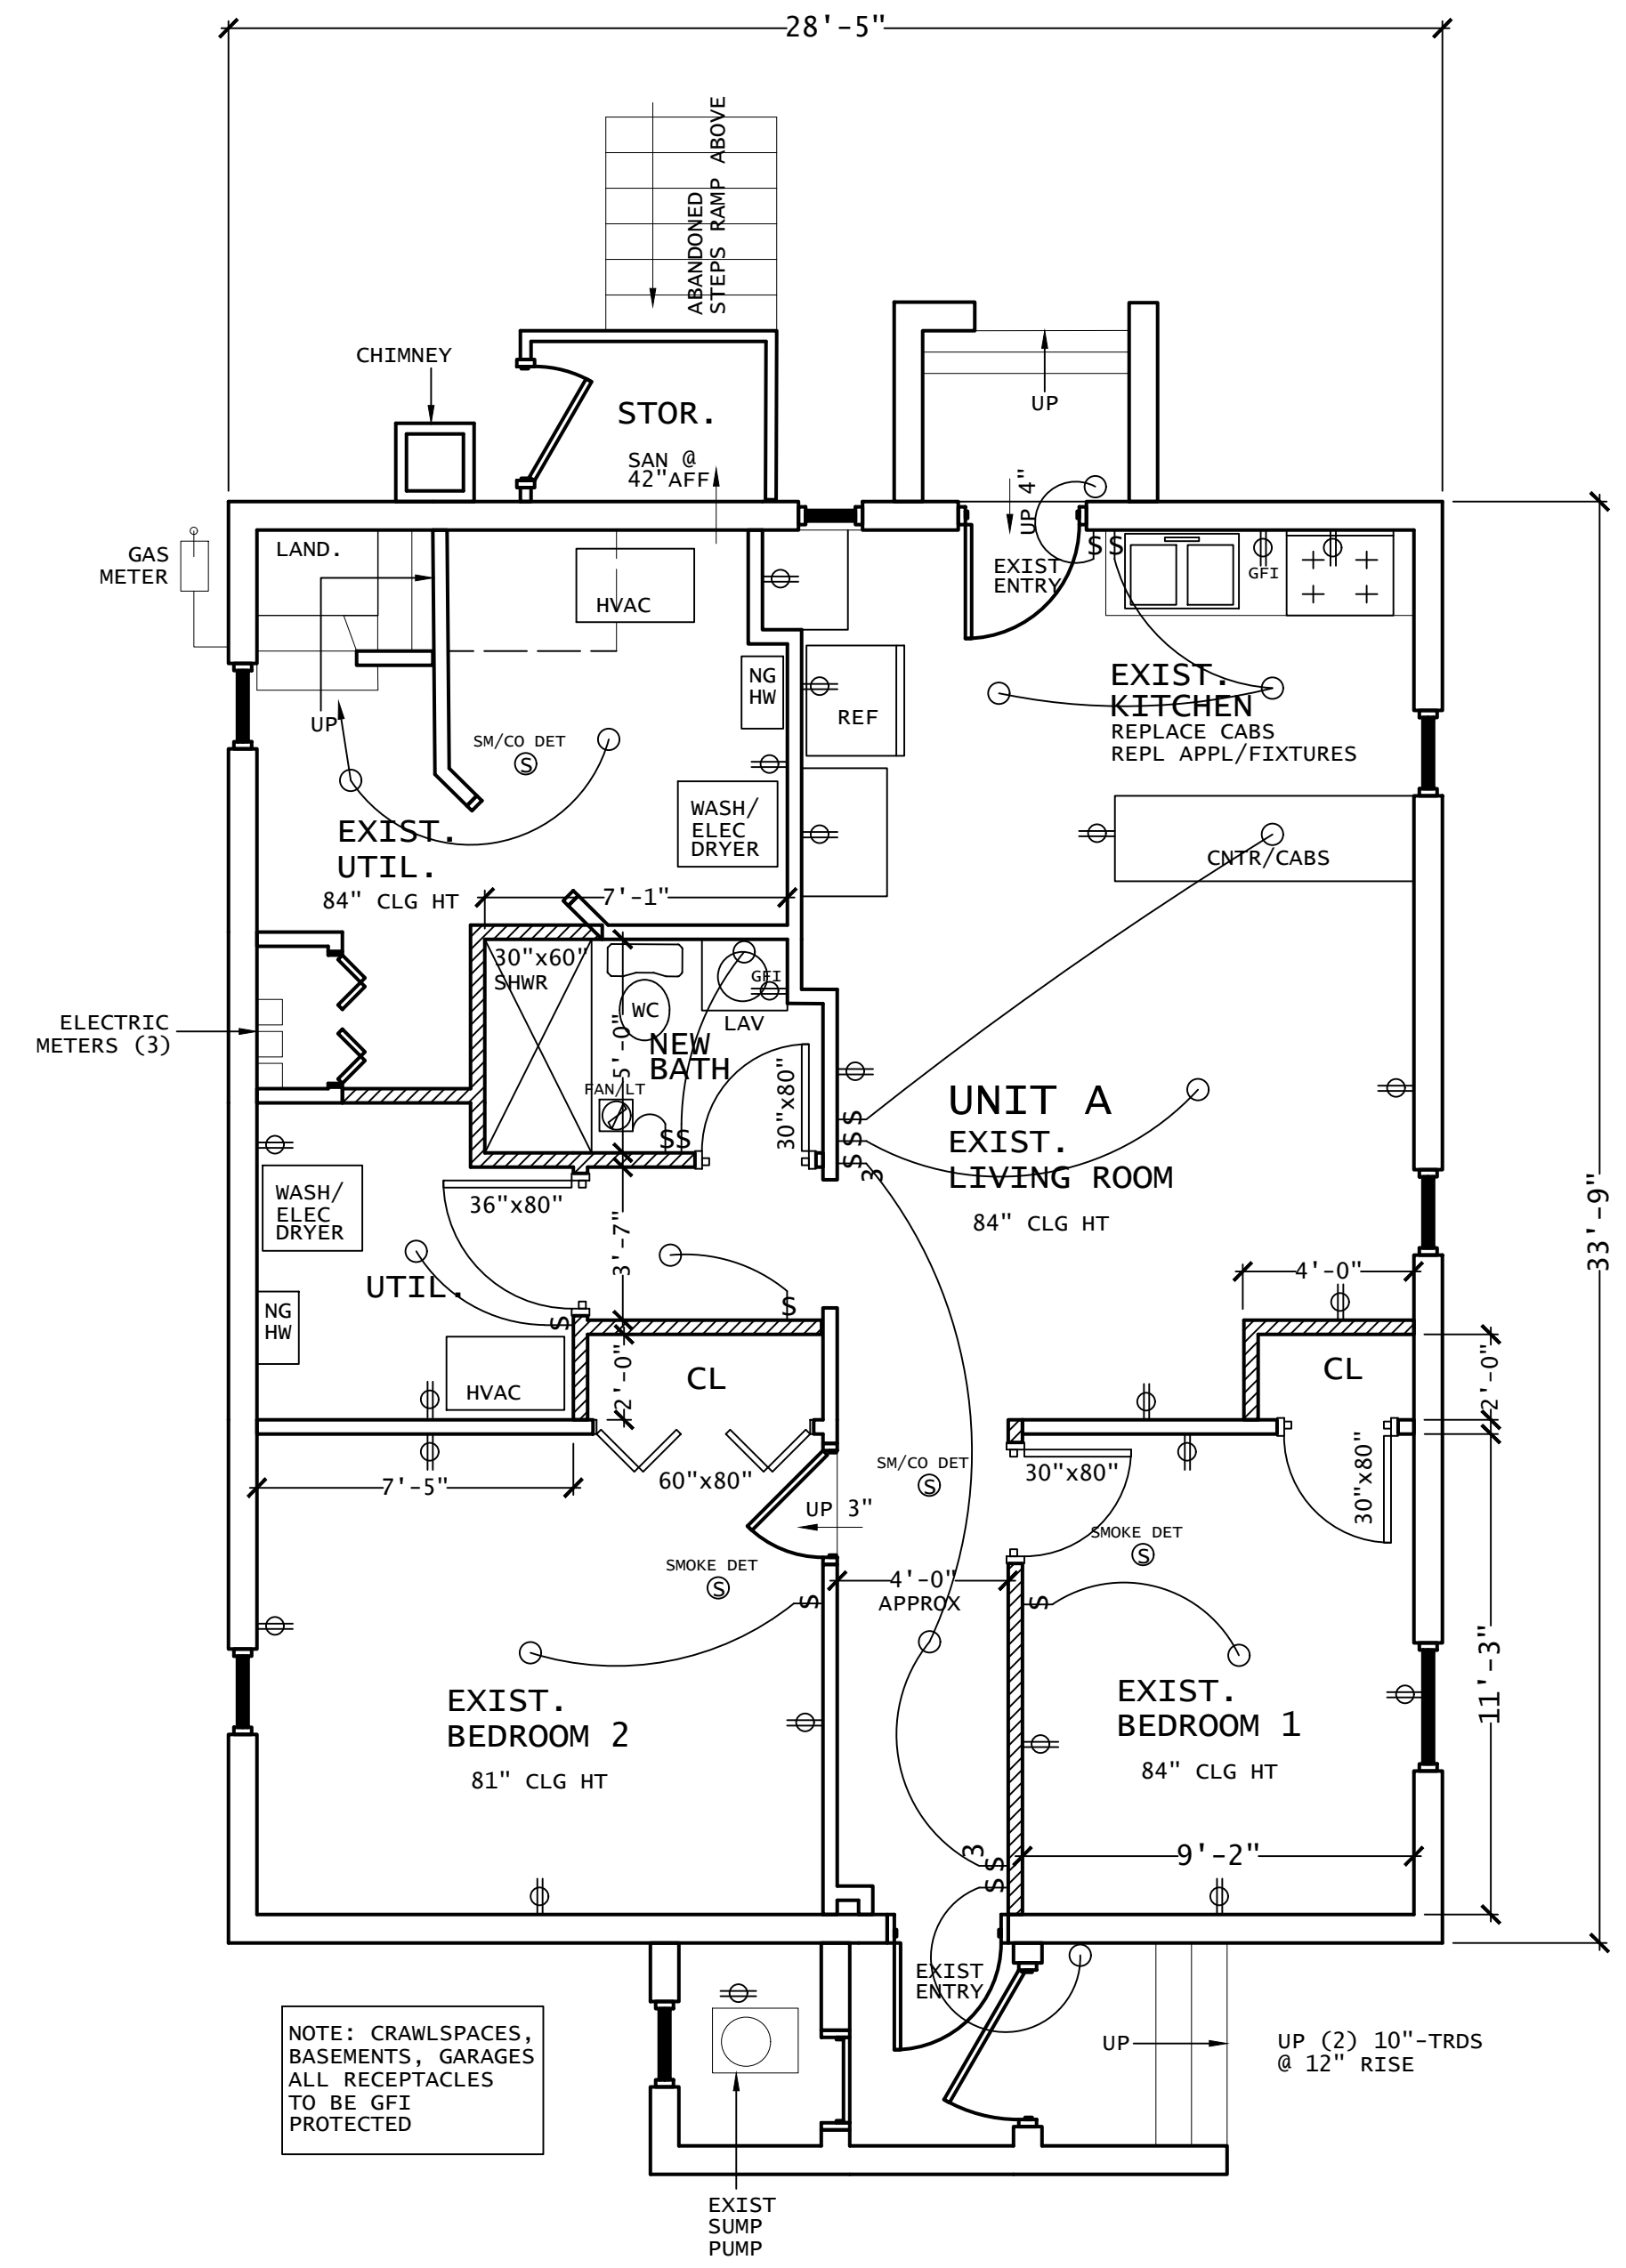 28'-5"
ABANDONED
STEPS RAMP ABOVE
CHIMNEY
STOR.
SAN @
42"AFF
UP
UP 4"
GAS
METER
LAND.
HVAC
EXIST
ENTRY
S S
GFI
NG
HW
REF
EXIST.
KITCHEN
REPLACE CABS
REPL APPL/FIXTURES
UP
SM/CO DET
S
WASH/
ELEC
DRYER
EXIST.
UTIL.
84" CLG HT
CNTR/CABS
7'-1"
30"x60"
SHWR
WC
GFI
LAV
ELECTRIC
METERS (3)
5'-0"
NEW
BATH
FAN/LT
SS
30"x80"
UNIT A
EXIST.
LIVING ROOM
84" CLG HT
S
S
S
3
WASH/
ELEC
DRYER
36"x80"
3'-7"
33'-9"
UTIL.
S
S
4'-0"
NG
HW
HVAC
2'-0"
CL
CL
2'-0"
7'-5"
60"x80"
SM/CO DET
S
30"x80"
30"x80"
UP 3"
SMOKE DET
S
SMOKE DET
S
4'-0"
APPROX
S
S
EXIST.
BEDROOM 2
81" CLG HT
EXIST.
BEDROOM 1
84" CLG HT
11'-3"
3
S
S
9'-2"
EXIST
ENTRY
NOTE: CRAWLSPACES,
BASEMENTS, GARAGES
ALL RECEPTACLES
TO BE GFI
PROTECTED
UP
UP (2) 10"-TRDS
@ 12" RISE
EXIST
SUMP
PUMP